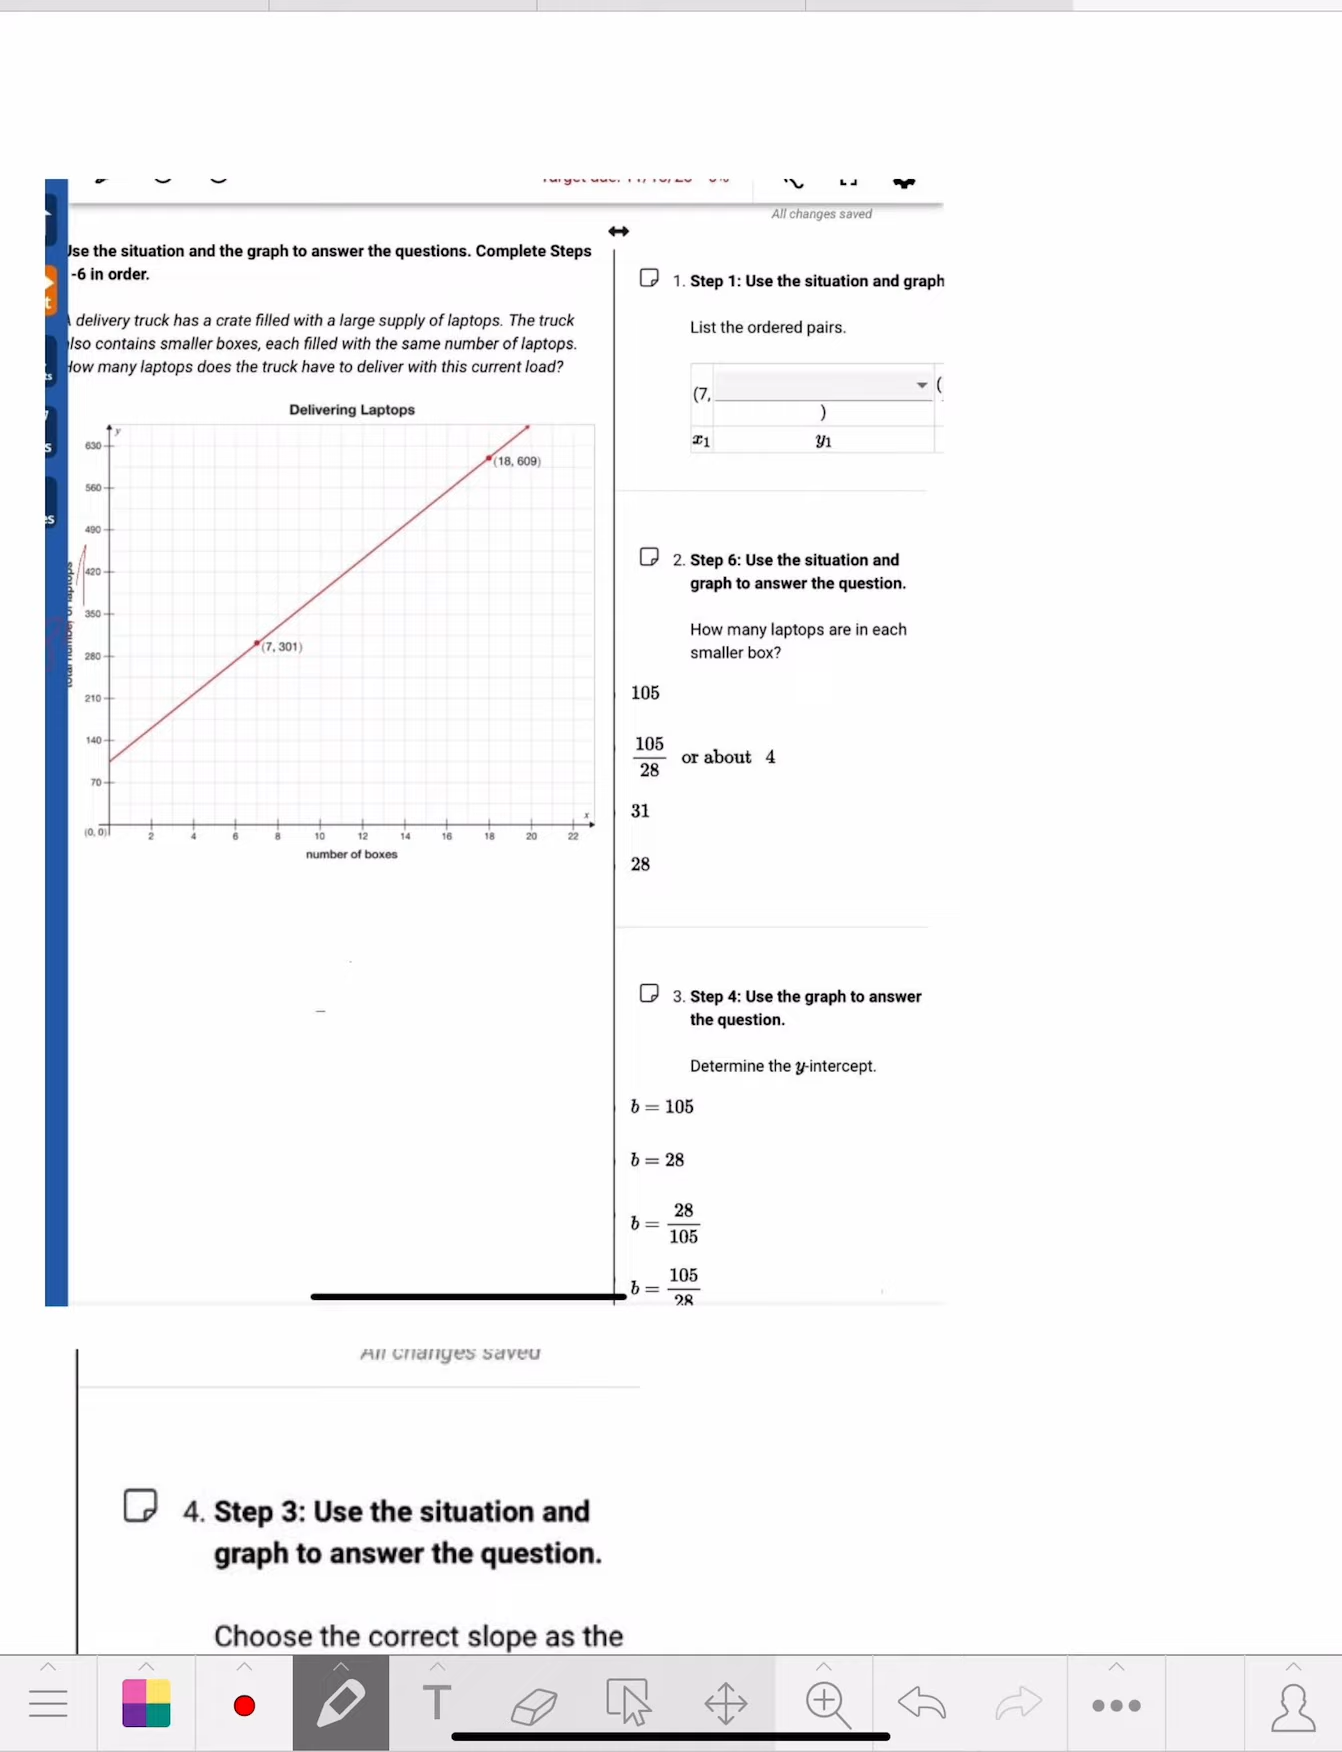 All changes saved
Use the situation and the graph to answer the questions. Complete Steps
-6 in order.
delivery truck has a crate filled with a large supply of laptops. The truck
also contains smaller boxes, each filled with the same number of laptops.
How many laptops does the truck have to deliver with this current load?
Delivering Laptops
y
630
(18, 609)
560
490
420
350
(7, 301)
280
210
140
70
x
(0, 0)
2 4 6 8 10 12 14 16 18 20 22
number of boxes
total number of laptops
1. Step 1: Use the situation and graph
List the ordered pairs.
(7,
(
)
x1 y1
2. Step 6: Use the situation and
graph to answer the question.
How many laptops are in each
smaller box?
105
105
28
or about 4
31
28
3. Step 4: Use the graph to answer
the question.
Determine the y-intercept.
b = 105
b = 28
b = 28
105
b = 105
28
All changes saved
4. Step 3: Use the situation and
graph to answer the question.
Choose the correct slope as the
T